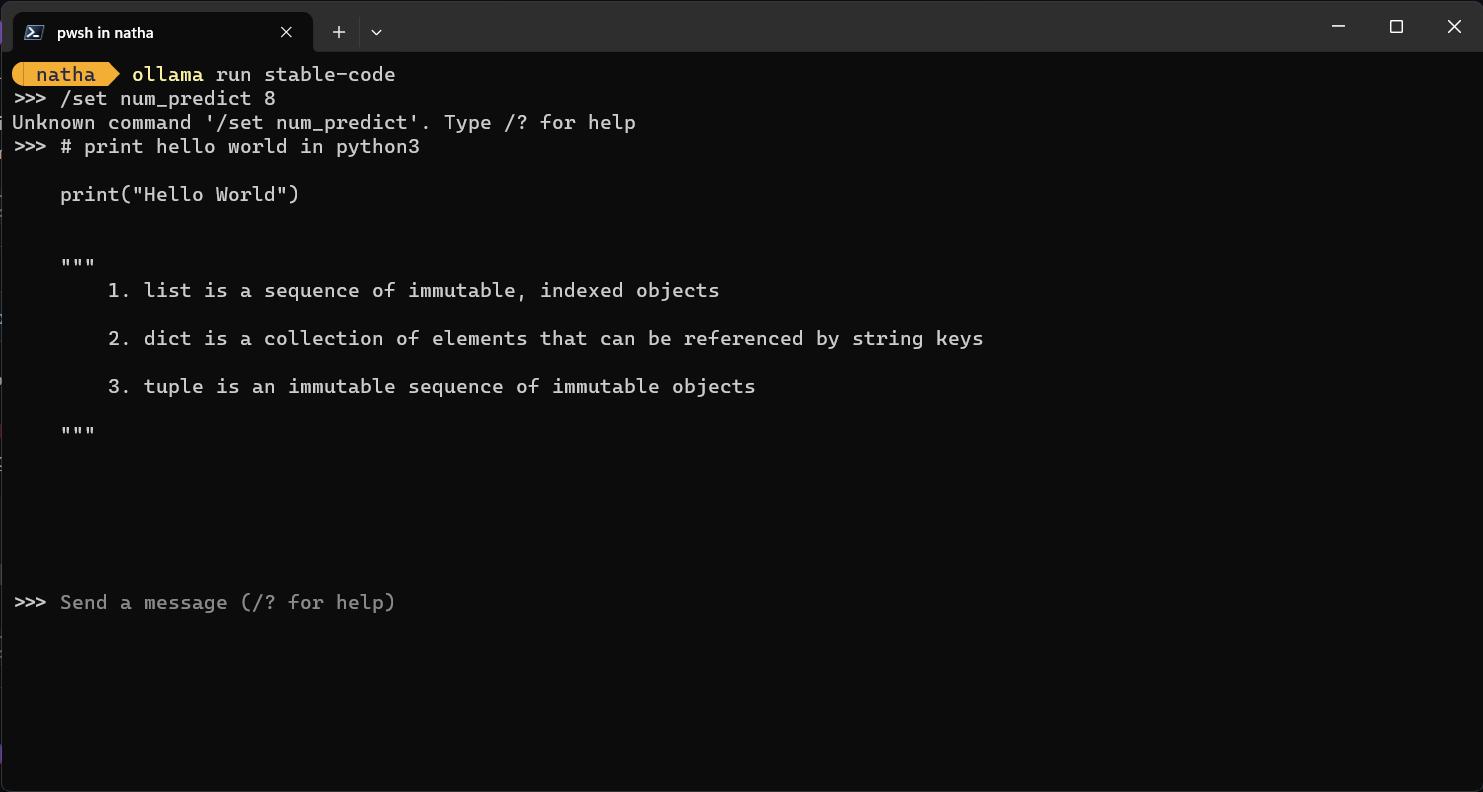 pwsh in natha
natha ollama run stable-code
>>> /set num_predict 8
Unknown command '/set num_predict'. Type /? for help
>>> # print hello world in python3
print("Hello World")
"""
1. list is a sequence of immutable, indexed objects
2. dict is a collection of elements that can be referenced by string keys
3. tuple is an immutable sequence of immutable objects
"""
>>> Send a message (/? for help)